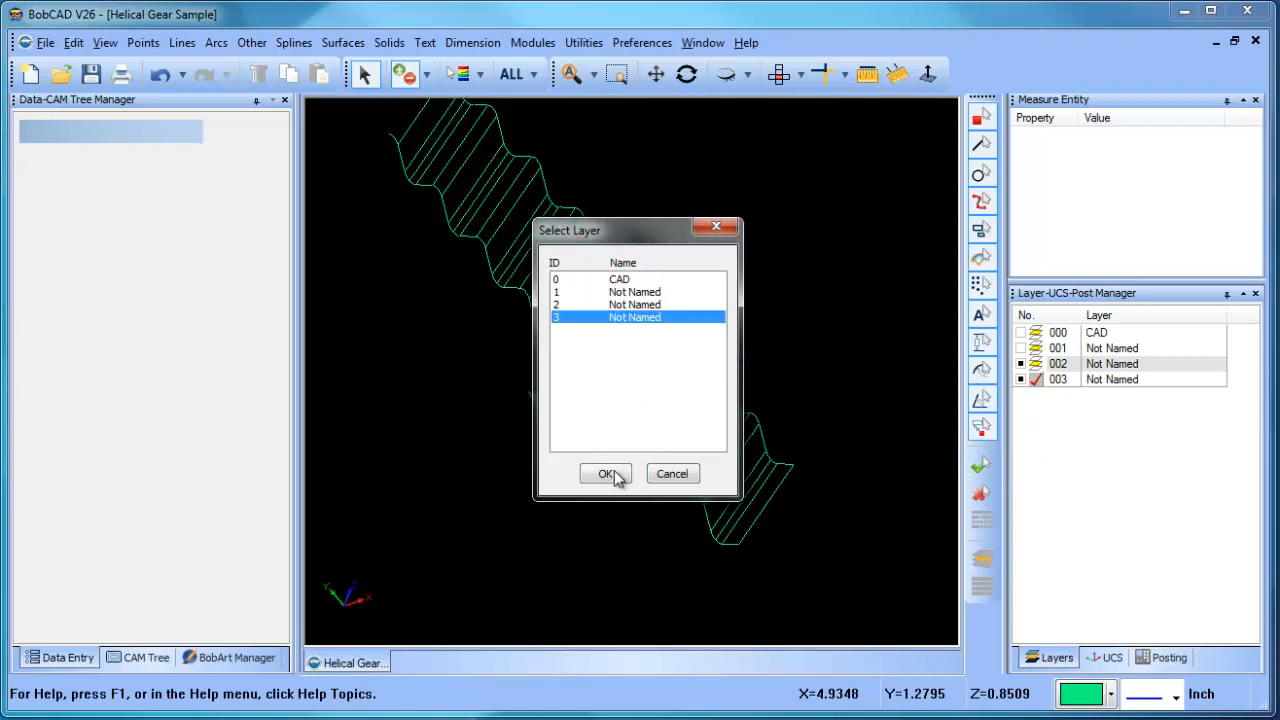 BobCAD V26 - [Helical Gear Sample]
File Edit View Points Lines Arcs Other Splines Surfaces Solids Text Dimension Modules Utilities Preferences Window Help
ALL
Data-CAM Tree Manager
Measure Entity
Property Value
Select Layer
ID Name
0 CAD
1 Not Named
2 Not Named
3 Not Named
OK Cancel
Layer-UCS-Post Manager
No. Layer
000 CAD
001 Not Named
002 Not Named
003 Not Named
Y Z X
Data Entry CAM Tree BobArt Manager
Helical Gear...
Layers UCS Posting
For Help, press F1, or in the Help menu, click Help Topics.
X=4.9348 Y=1.2795 Z=0.8509 Inch